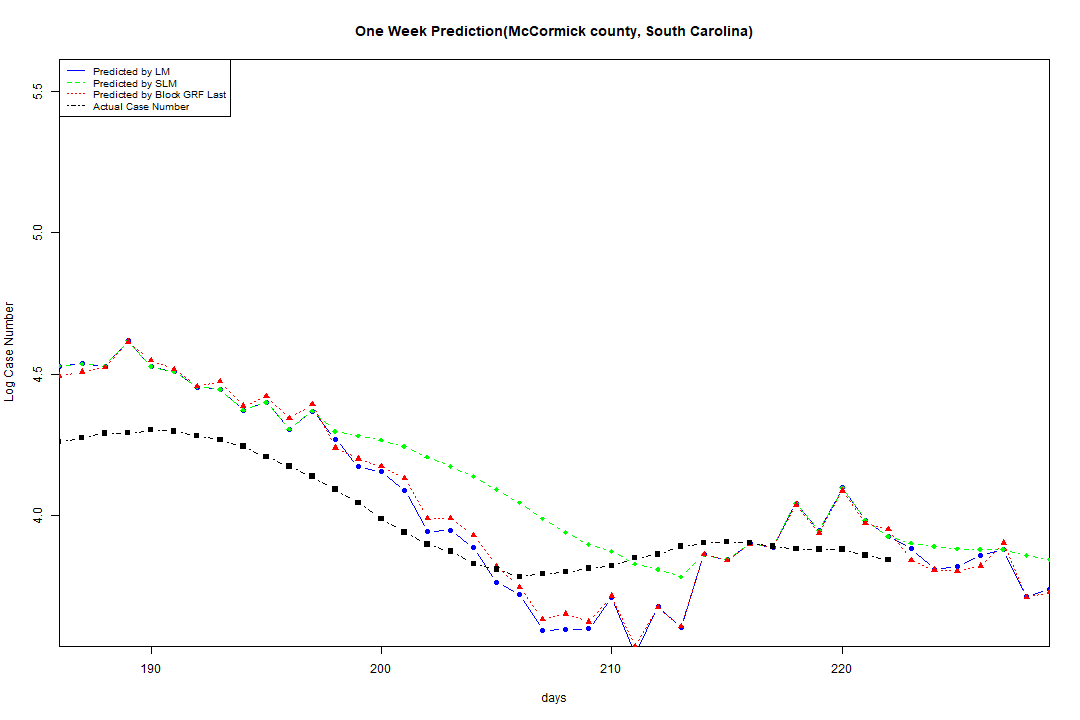 One Week Prediction(McCormick county, South Carolina)
Predicted by LM
Predicted by SLM
Predicted by Block GRF Last
Actual Case Number
5.5
5.0
4.5
4.0
Log Case Number
190 200 210 220
days